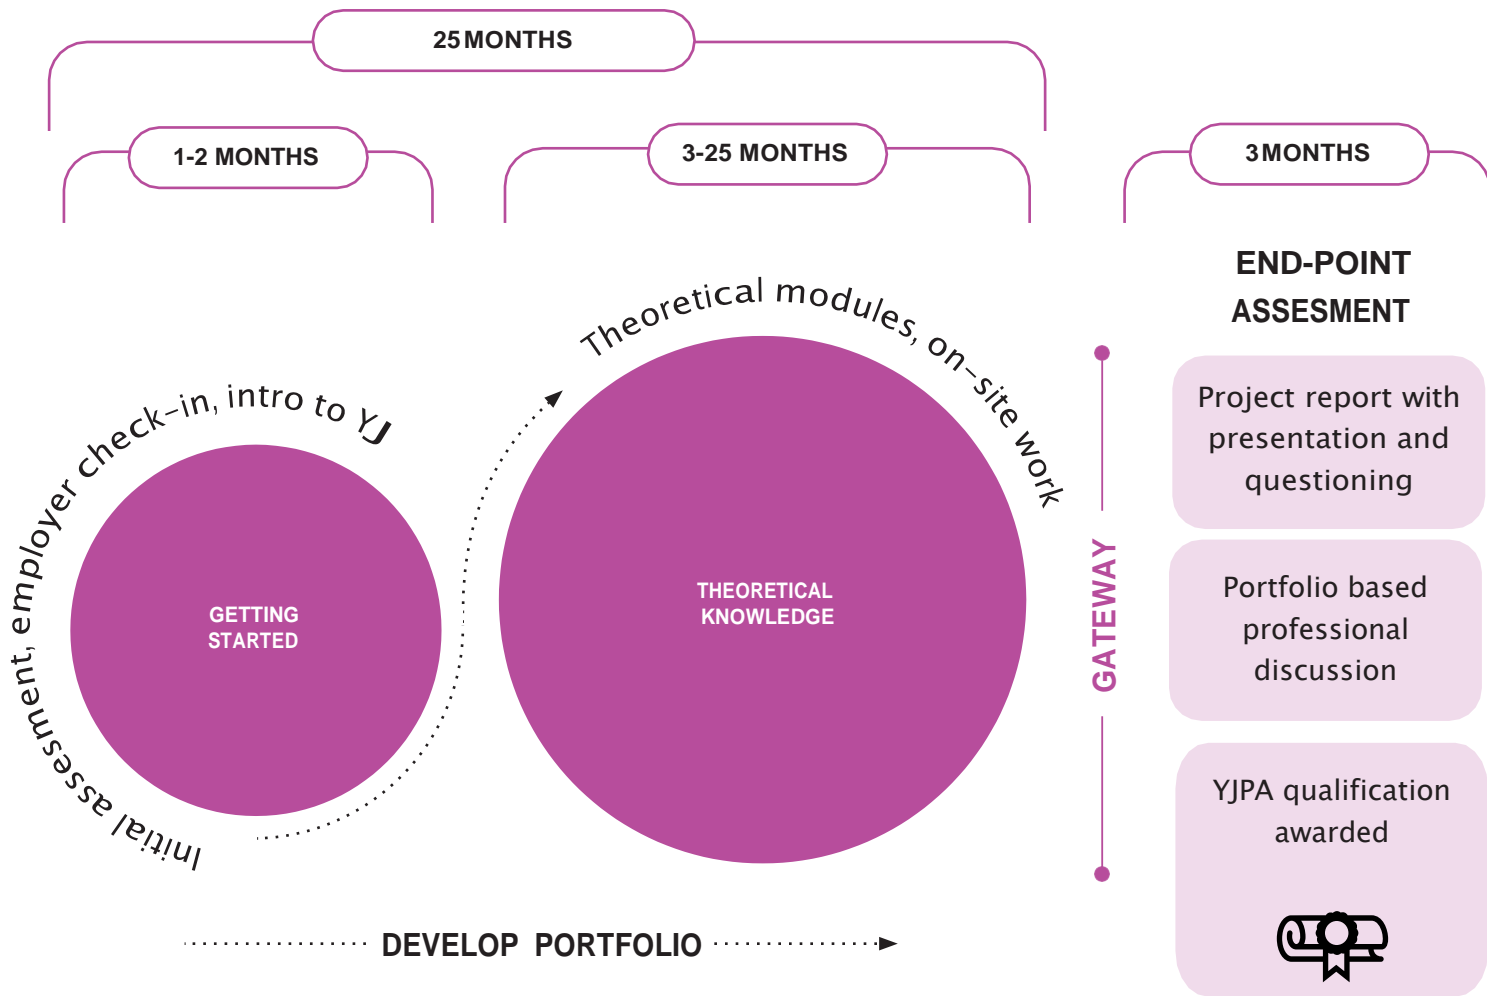 25 MONTHS
1-2 MONTHS
3-25 MONTHS
3 MONTHS
Initial assesment, employer check-in, intro to YJ
GETTING
STARTED
Theoretical modules, on-site work
THEORETICAL
KNOWLEDGE
DEVELOP PORTFOLIO
GATEWAY
END-POINT
ASSESMENT
Project report with
presentation and
questioning
Portfolio based
professional
discussion
YJPA qualification
awarded